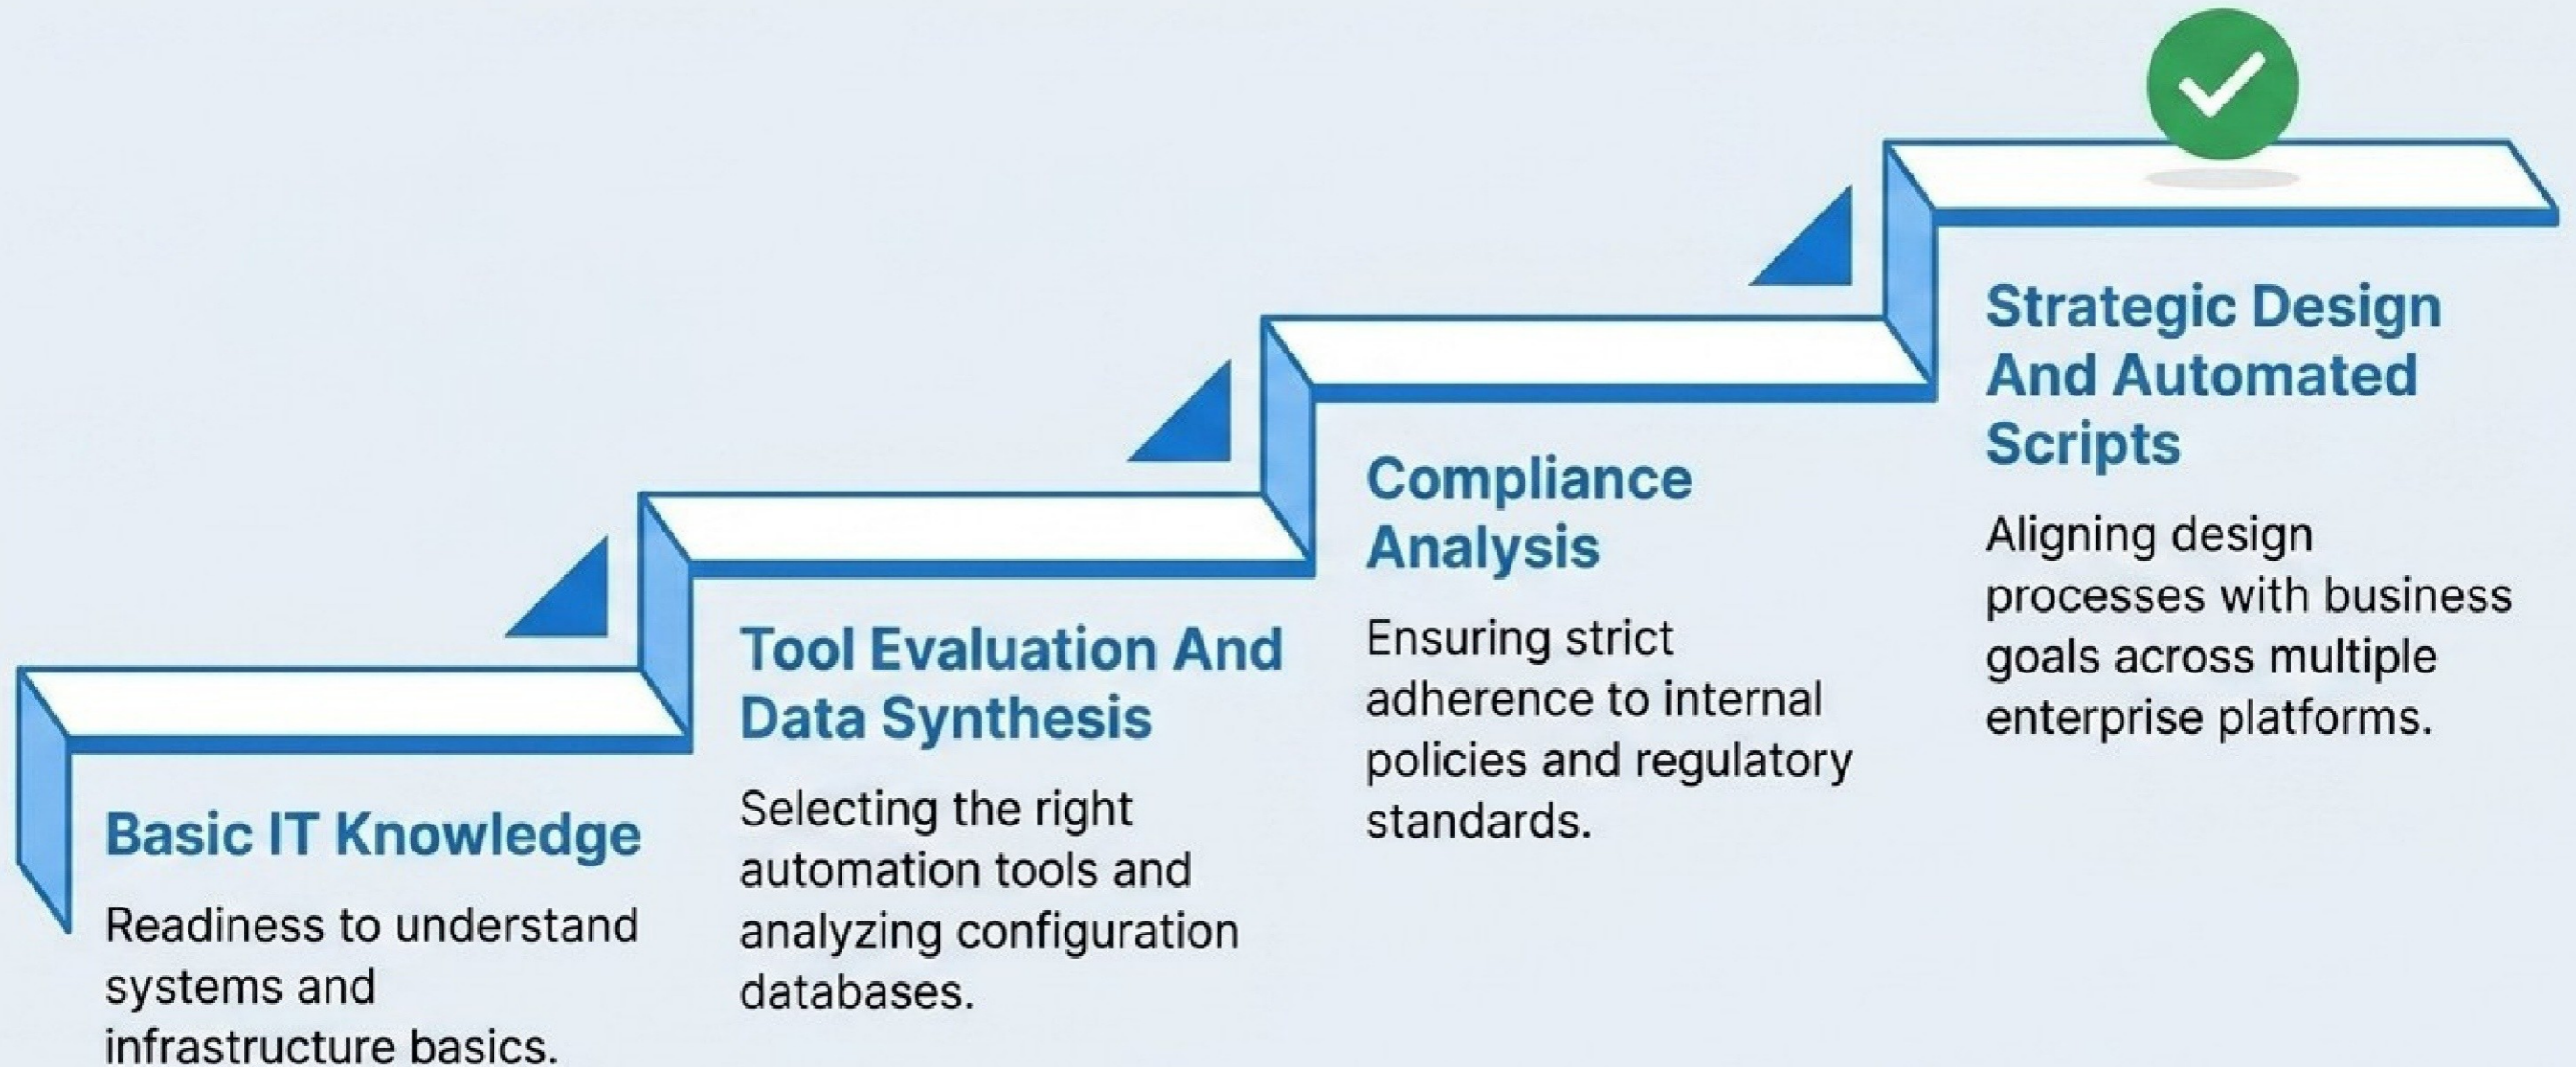 Basic IT Knowledge
Readiness to understand
systems and
infrastructure basics.
Tool Evaluation And
Data Synthesis
Selecting the right
automation tools and
analyzing configuration
databases.
Compliance
Analysis
Ensuring strict
adherence to internal
policies and regulatory
standards.
Strategic Design
And Automated
Scripts
Aligning design
processes with business
goals across multiple
enterprise platforms.